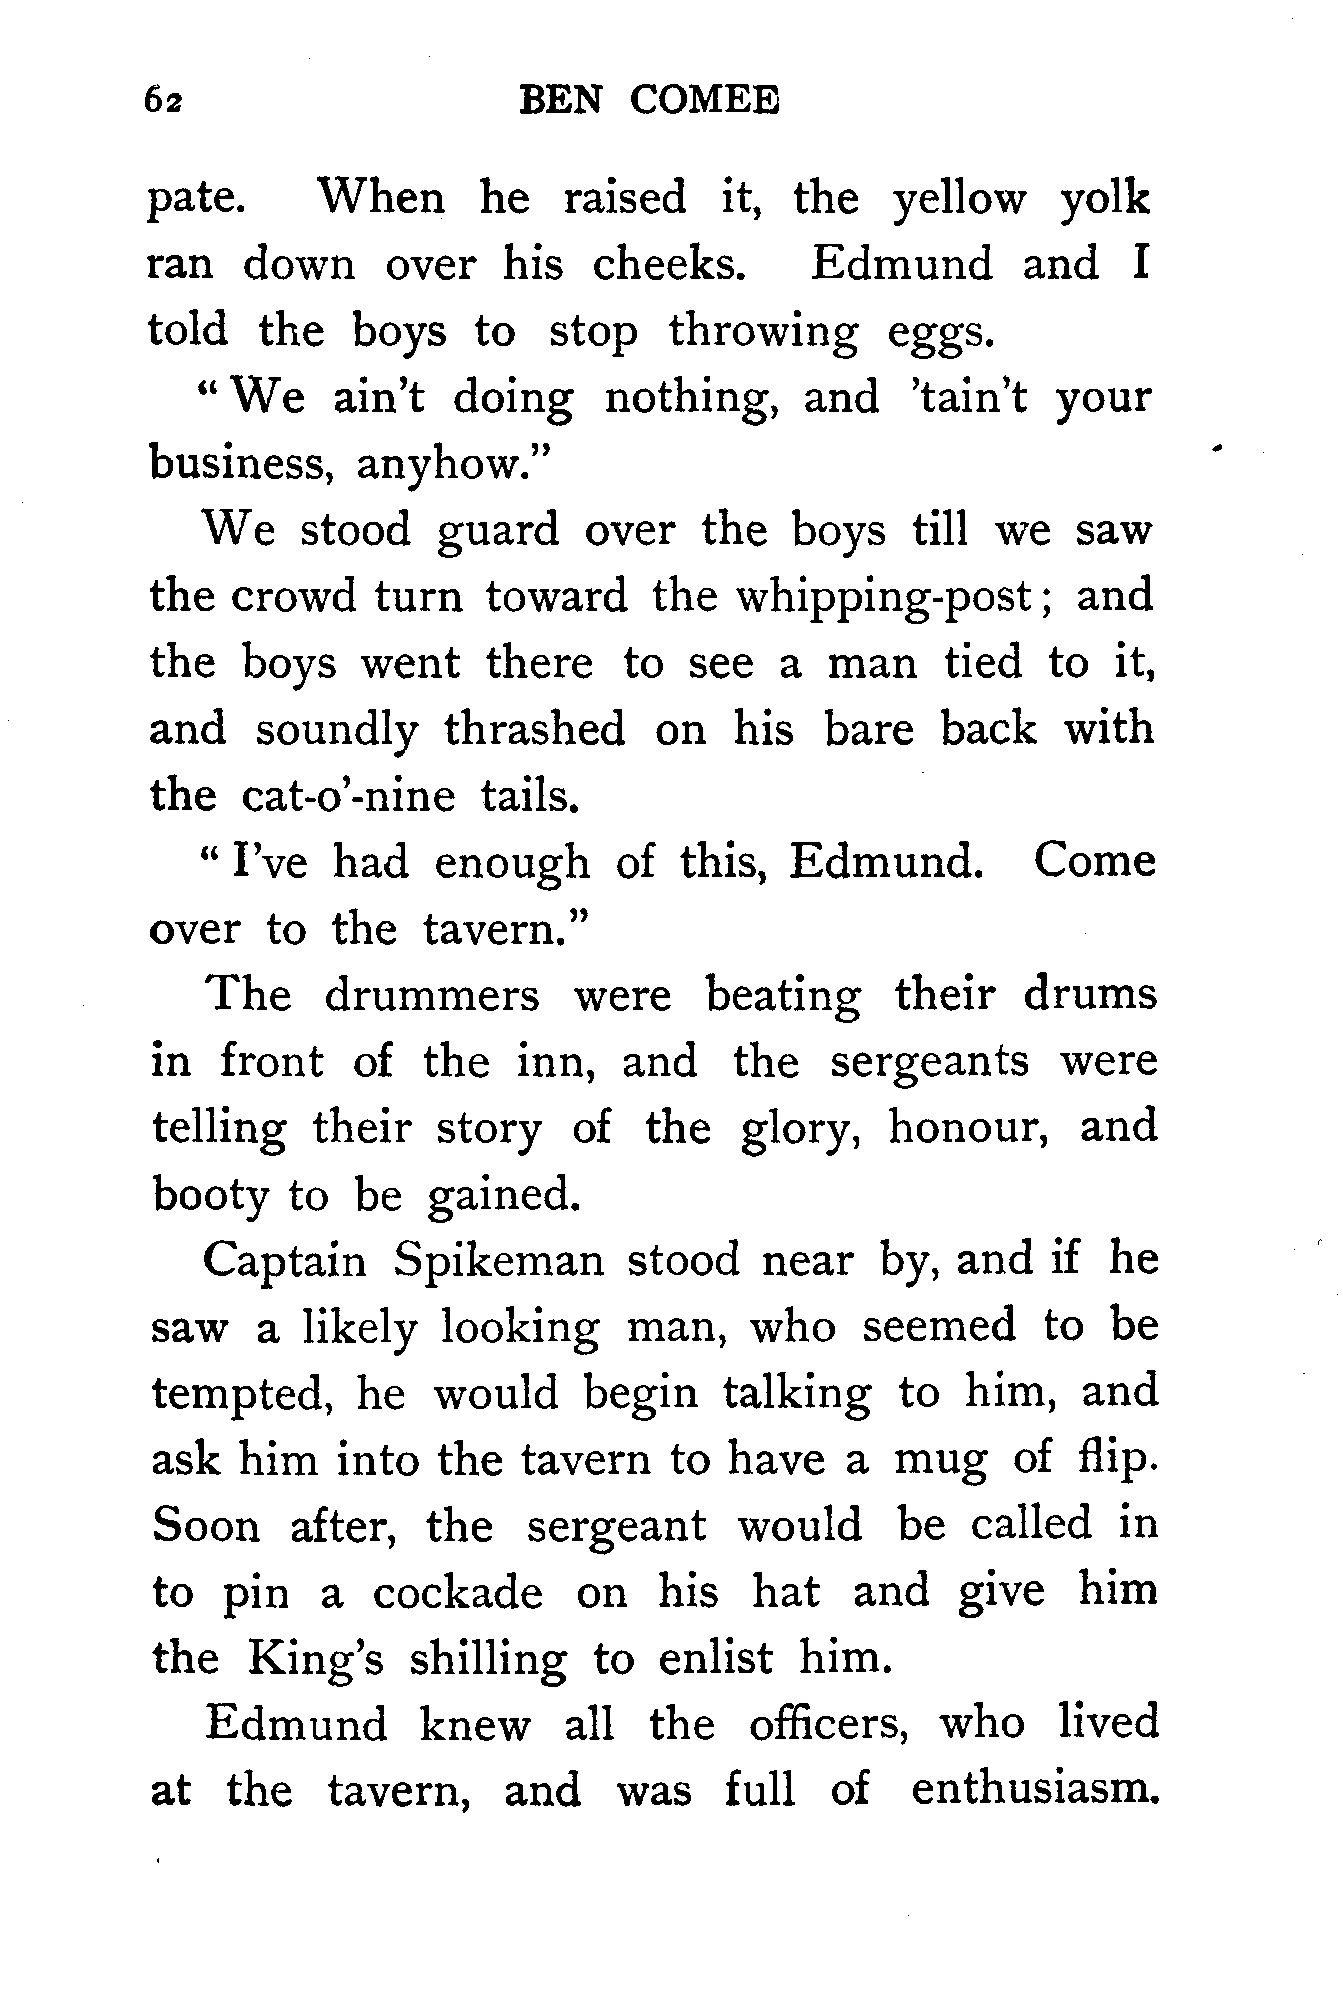 62 BEN COMEE
pate. When he raised it, the yellow yolk
ran down over his cheeks. Edmund and I
told the boys to stop throwing eggs.
“We ain’t doing nothing, and ’tain’t your
business, anyhow.”
We stood guard over the boys till we saw
the crowd turn toward the whipping-post; and
the boys went there to see a man tied to it,
and soundly thrashed on his bare back with
the cat-o’-nine tails.
“I’ve had enough of this, Edmund. Come
over to the tavern.”
The drummers were beating their drums
in front of the inn, and the sergeants were
telling their story of the glory, honour, and
booty to be gained.
Captain Spikeman stood near by, and if he
saw a likely looking man, who seemed to be
tempted, he would begin talking to him, and
ask him into the tavern to have a mug of flip.
Soon after, the sergeant would be called in
to pin a cockade on his hat and give him
the King’s shilling to enlist him.
Edmund knew all the officers, who lived
at the tavern, and was full of enthusiasm.